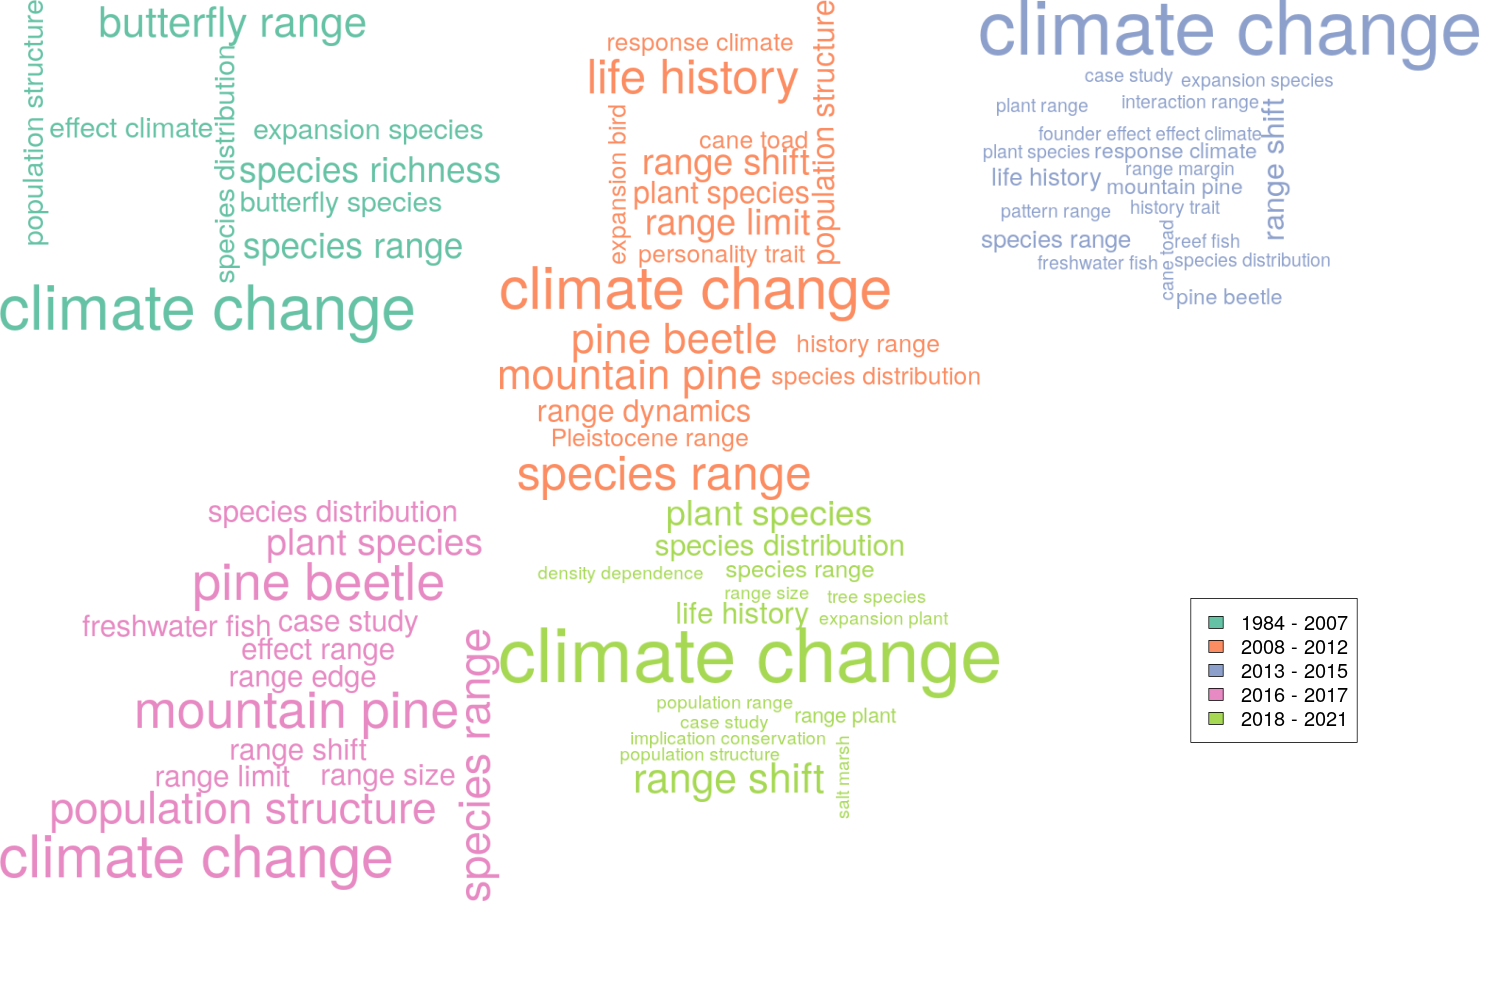 population structure
butterfly range
species distribution
effect climate
expansion species
species richness
butterfly species
species range
climate change
response climate
life history
population structure
expansion bird
cane toad
range shift
plant species
range limit
personality trait
climate change
pine beetle
history range
mountain pine
species distribution
range dynamics
Pleistocene range
species range
climate change
case study
expansion species
plant range
interaction range
range shift
founder effect
effect climate
plant species
response climate
range margin
life history
mountain pine
pattern range
history trait
species range
cane toad
reef fish
freshwater fish
species distribution
pine beetle
species distribution
plant species
pine beetle
freshwater fish
case study
effect range
range edge
species range
mountain pine
range shift
range limit
range size
population structure
climate change
plant species
species distribution
density dependence
species range
range size
tree species
life history
expansion plant
climate change
population range
case study
range plant
implication conservation
population structure
range shift
salt marsh
1984 - 2007
2008 - 2012
2013 - 2015
2016 - 2017
2018 - 2021